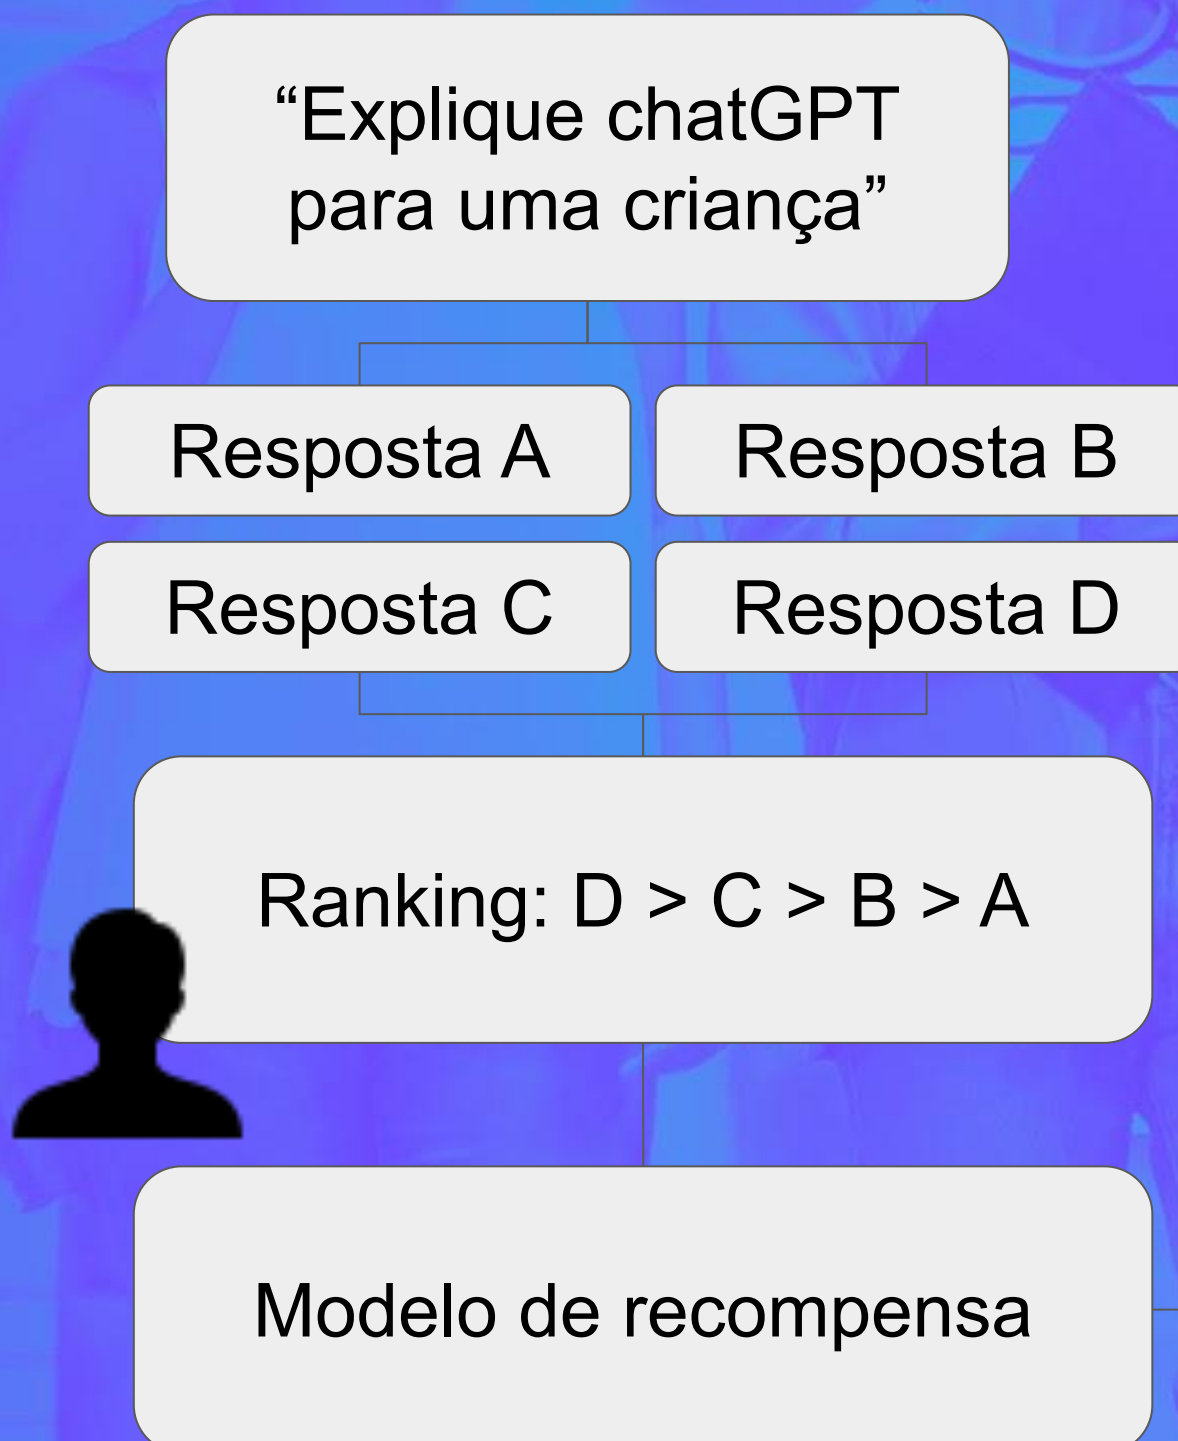 “Explique chatGPT
para uma criança”
Resposta A
Resposta B
Resposta C
Resposta D
Ranking: D > C > B > A
Modelo de recompensa